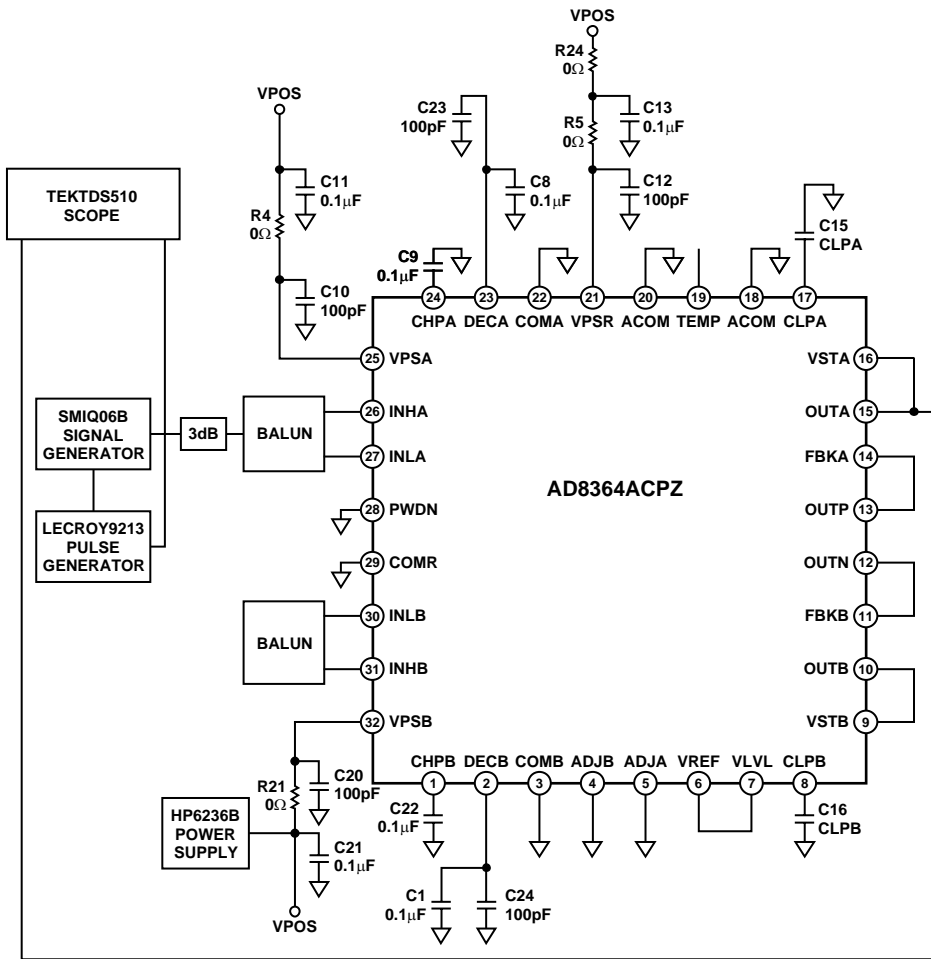 VPOS
R24
0Ω
C13
0.1µF
R5
0Ω
C12
100pF
C23
100pF
C8
0.1µF
VPOS
C11
0.1µF
R4
0Ω
C10
100pF
C9
0.1µF
C15
CLPA
TEKTDS510
SCOPE
24
23
22
21
20
19
18
17
CHPA
DECA
COMA
VPSR
ACOM
TEMP
ACOM
CLPA
25
VPSA
VSTA
16
SMIQ06B
SIGNAL
GENERATOR
3dB
BALUN
26
INHA
OUTA
15
27
INLA
FBKA
14
AD8364ACPZ
LECROY9213
PULSE
GENERATOR
28
PWDN
OUTP
13
29
COMR
OUTN
12
BALUN
30
INLB
FBKB
11
31
INHB
OUTB
10
32
VPSB
VSTB
9
CHPB
DECB
COMB
ADJB
ADJA
VREF
VLVL
CLPB
1
2
3
4
5
6
7
8
C20
100pF
R21
0Ω
HP6236B
POWER
SUPPLY
C21
0.1µF
VPOS
C22
0.1µF
C16
CLPB
C1
0.1µF
C24
100pF